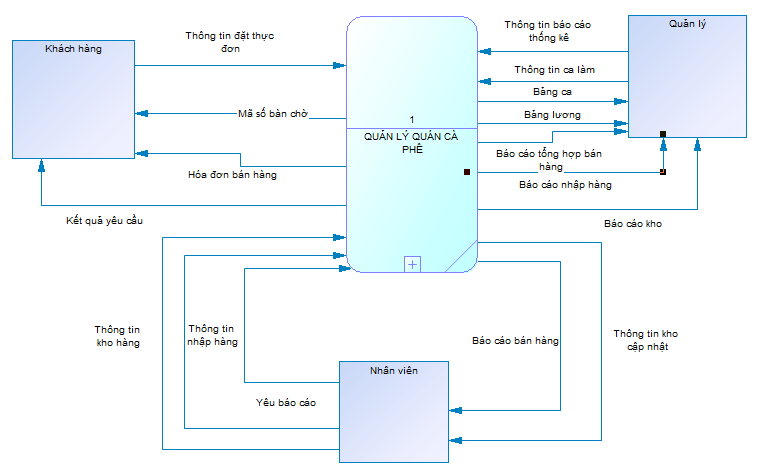 Khách hàng
Thông tin đặt thực
đơn
Mã số bàn chờ
Hóa đơn bán hàng
Kết quả yêu cầu
1
QUẢN LÝ QUÁN CÀ
PHÊ
Thông tin báo cáo
thống kê
Quản lý
Thông tin ca làm
Bảng ca
Bảng lương
Báo cáo tổng hợp bán
hàng
Báo cáo nhập hàng
Báo cáo kho
Thông tin
kho hàng
Thông tin
nhập hàng
Yêu báo cáo
Báo cáo bán hàng
Thông tin kho
cập nhật
Nhân viên